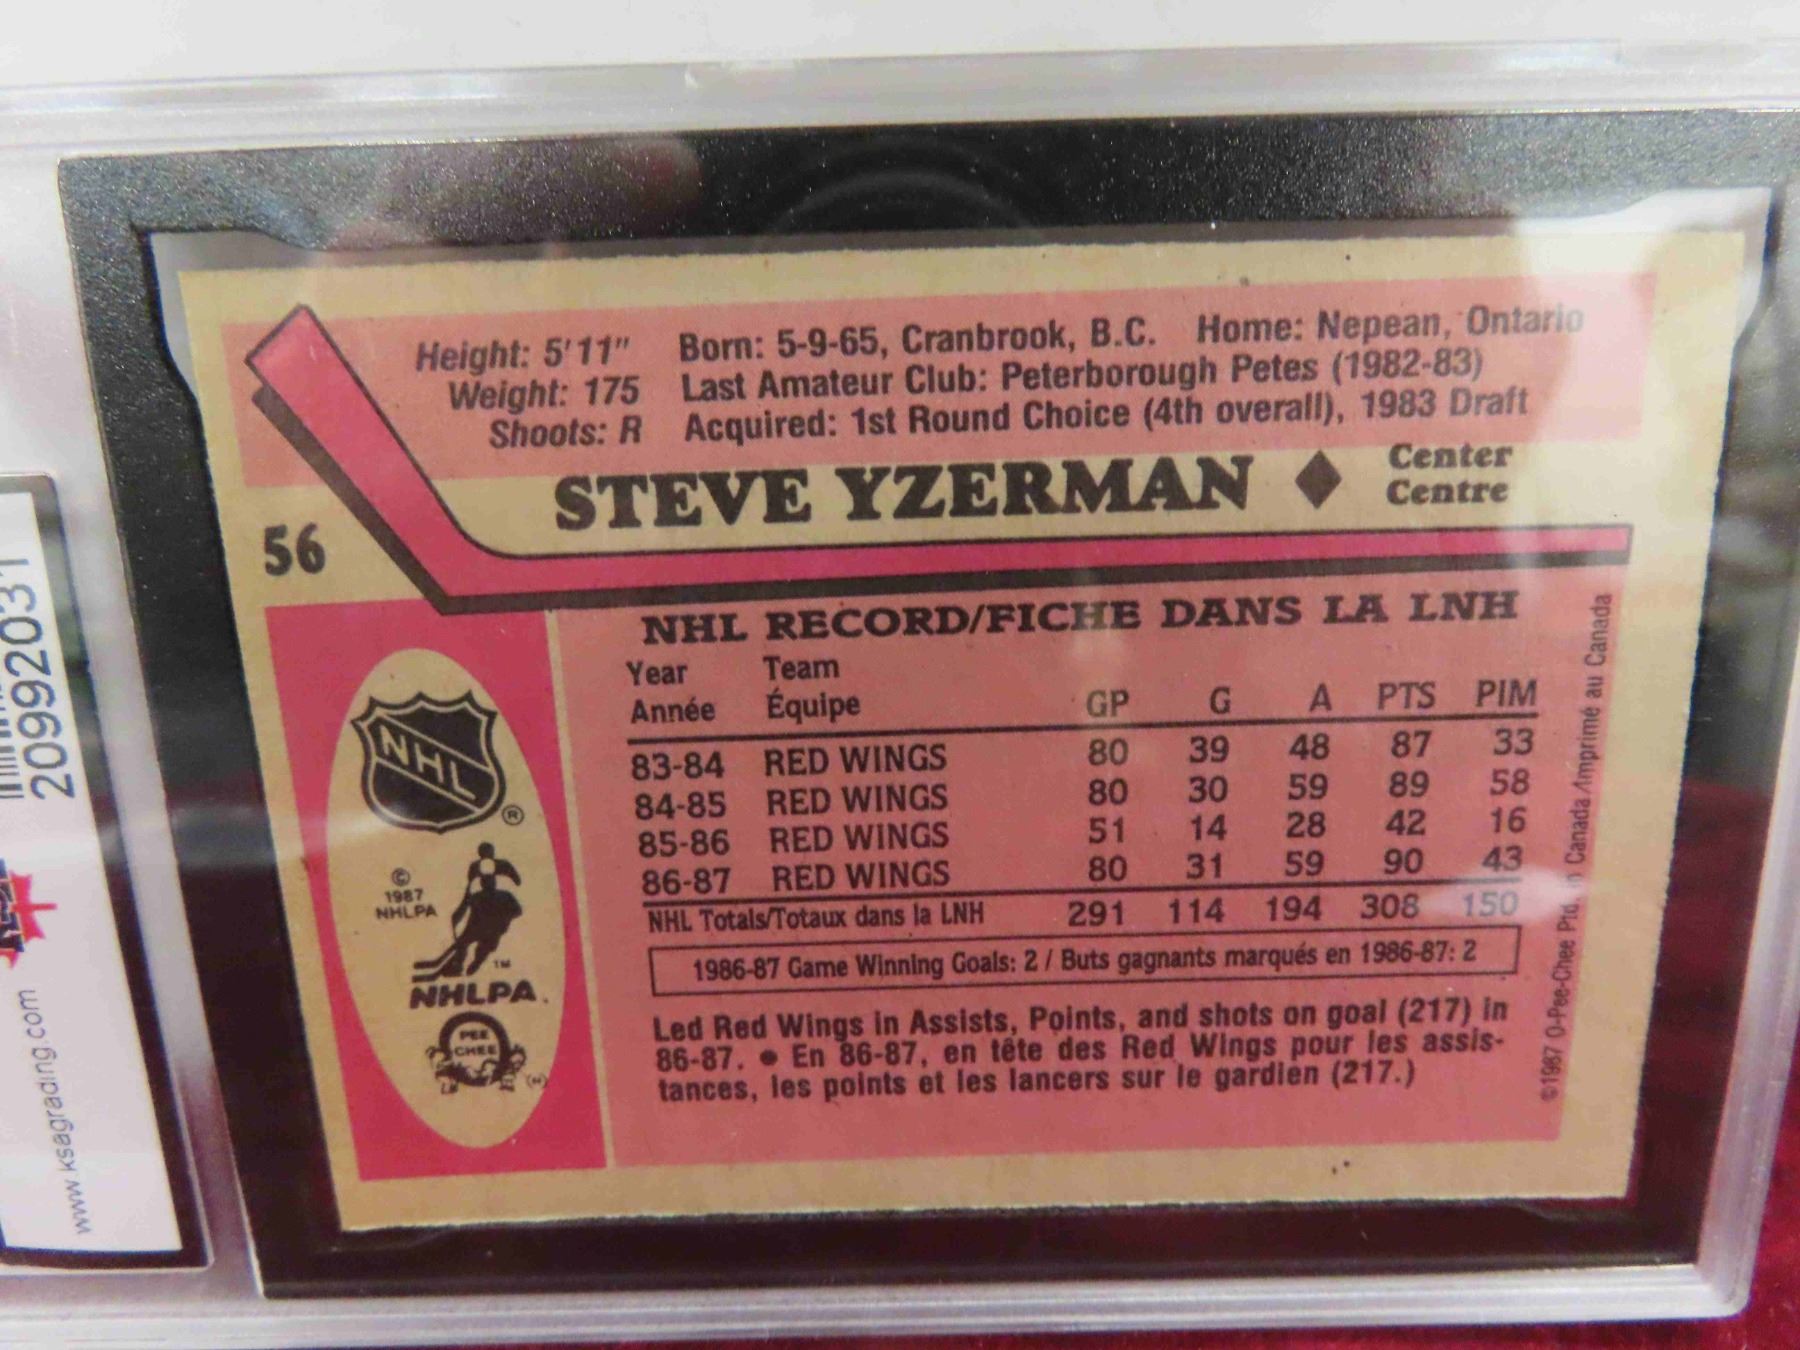 Height: 5'11" Born: 5-9-65, Cranbrook, B.C. Home: Nepean, Ontario
Weight: 175 Last Amateur Club: Peterborough Petes (1982-83)
Shoots: R Acquired: 1st Round Choice (4th overall), 1983 Draft
STEVE YZERMAN ♦ Center
Centre
56
NHL RECORD/FICHE DANS LA LNH
Year Team
Année Équipe GP G A PTS PIM
83-84 RED WINGS 80 39 48 87 33
84-85 RED WINGS 80 30 59 89 58
85-86 RED WINGS 51 14 28 42 16
86-87 RED WINGS 80 31 59 90 43
NHL Totals/Totaux dans la LNH 291 114 194 308 150
1986-87 Game Winning Goals: 2 / Buts gagnants marqués en 1986-87: 2
Led Red Wings in Assists, Points, and shots on goal (217) in
86-87. ● En 86-87, en tête des Red Wings pour les assis-
tances, les points et les lancers sur le gardien (217.)
NHL
®
©
1987
NHLPA
TM
NHLPA.
PEE
CHEE
©1987 O-Pee-Chee Ptd. in Canada/Imprimé au Canada
20992031
www.ksagrading.com